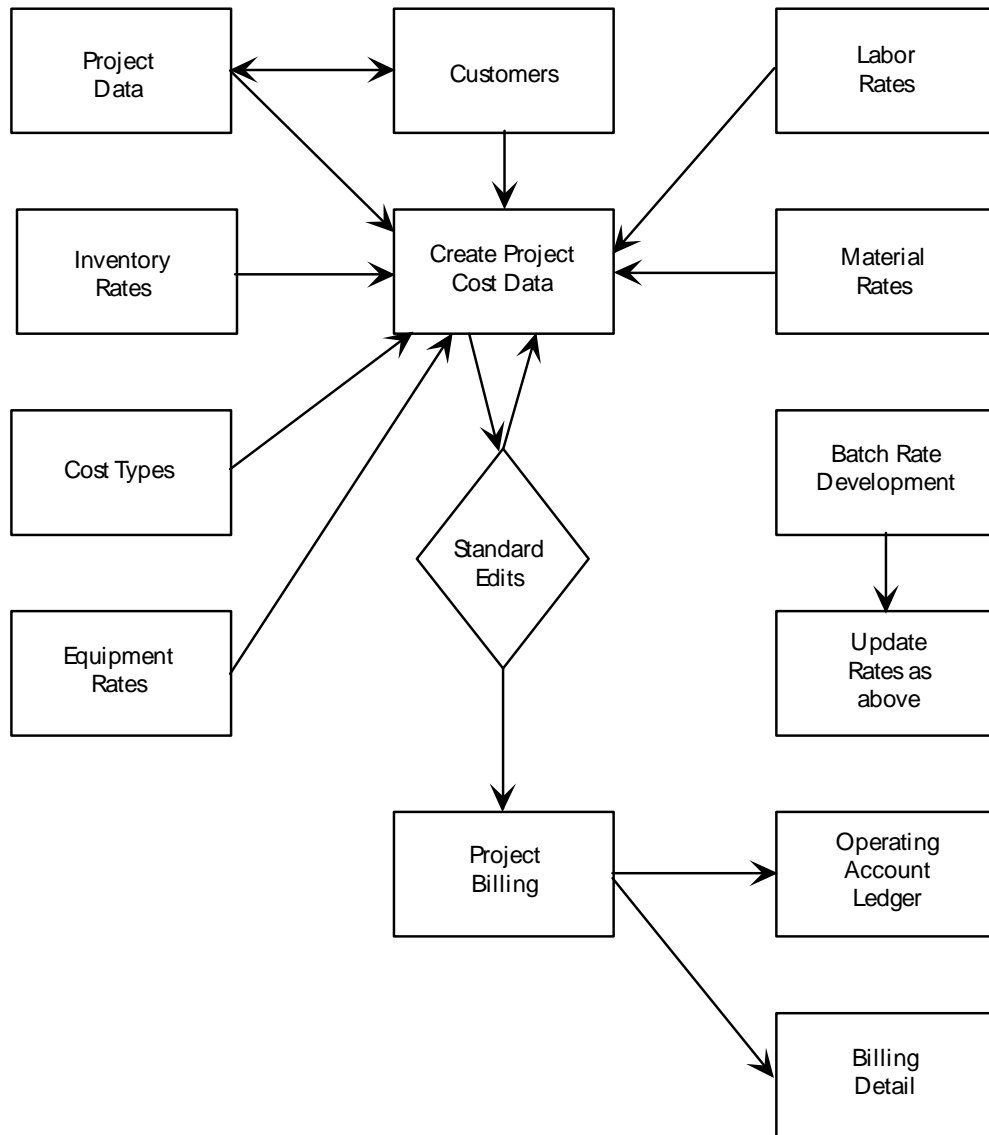 Project
Data
Customers
Labor
Rates
Inventory
Rates
Create Project
Cost Data
Material
Rates
Cost Types
Batch Rate
Development
Standard
Edits
Equipment
Rates
Update
Rates as
above
Project
Billing
Operating
Account
Ledger
Billing
Detail